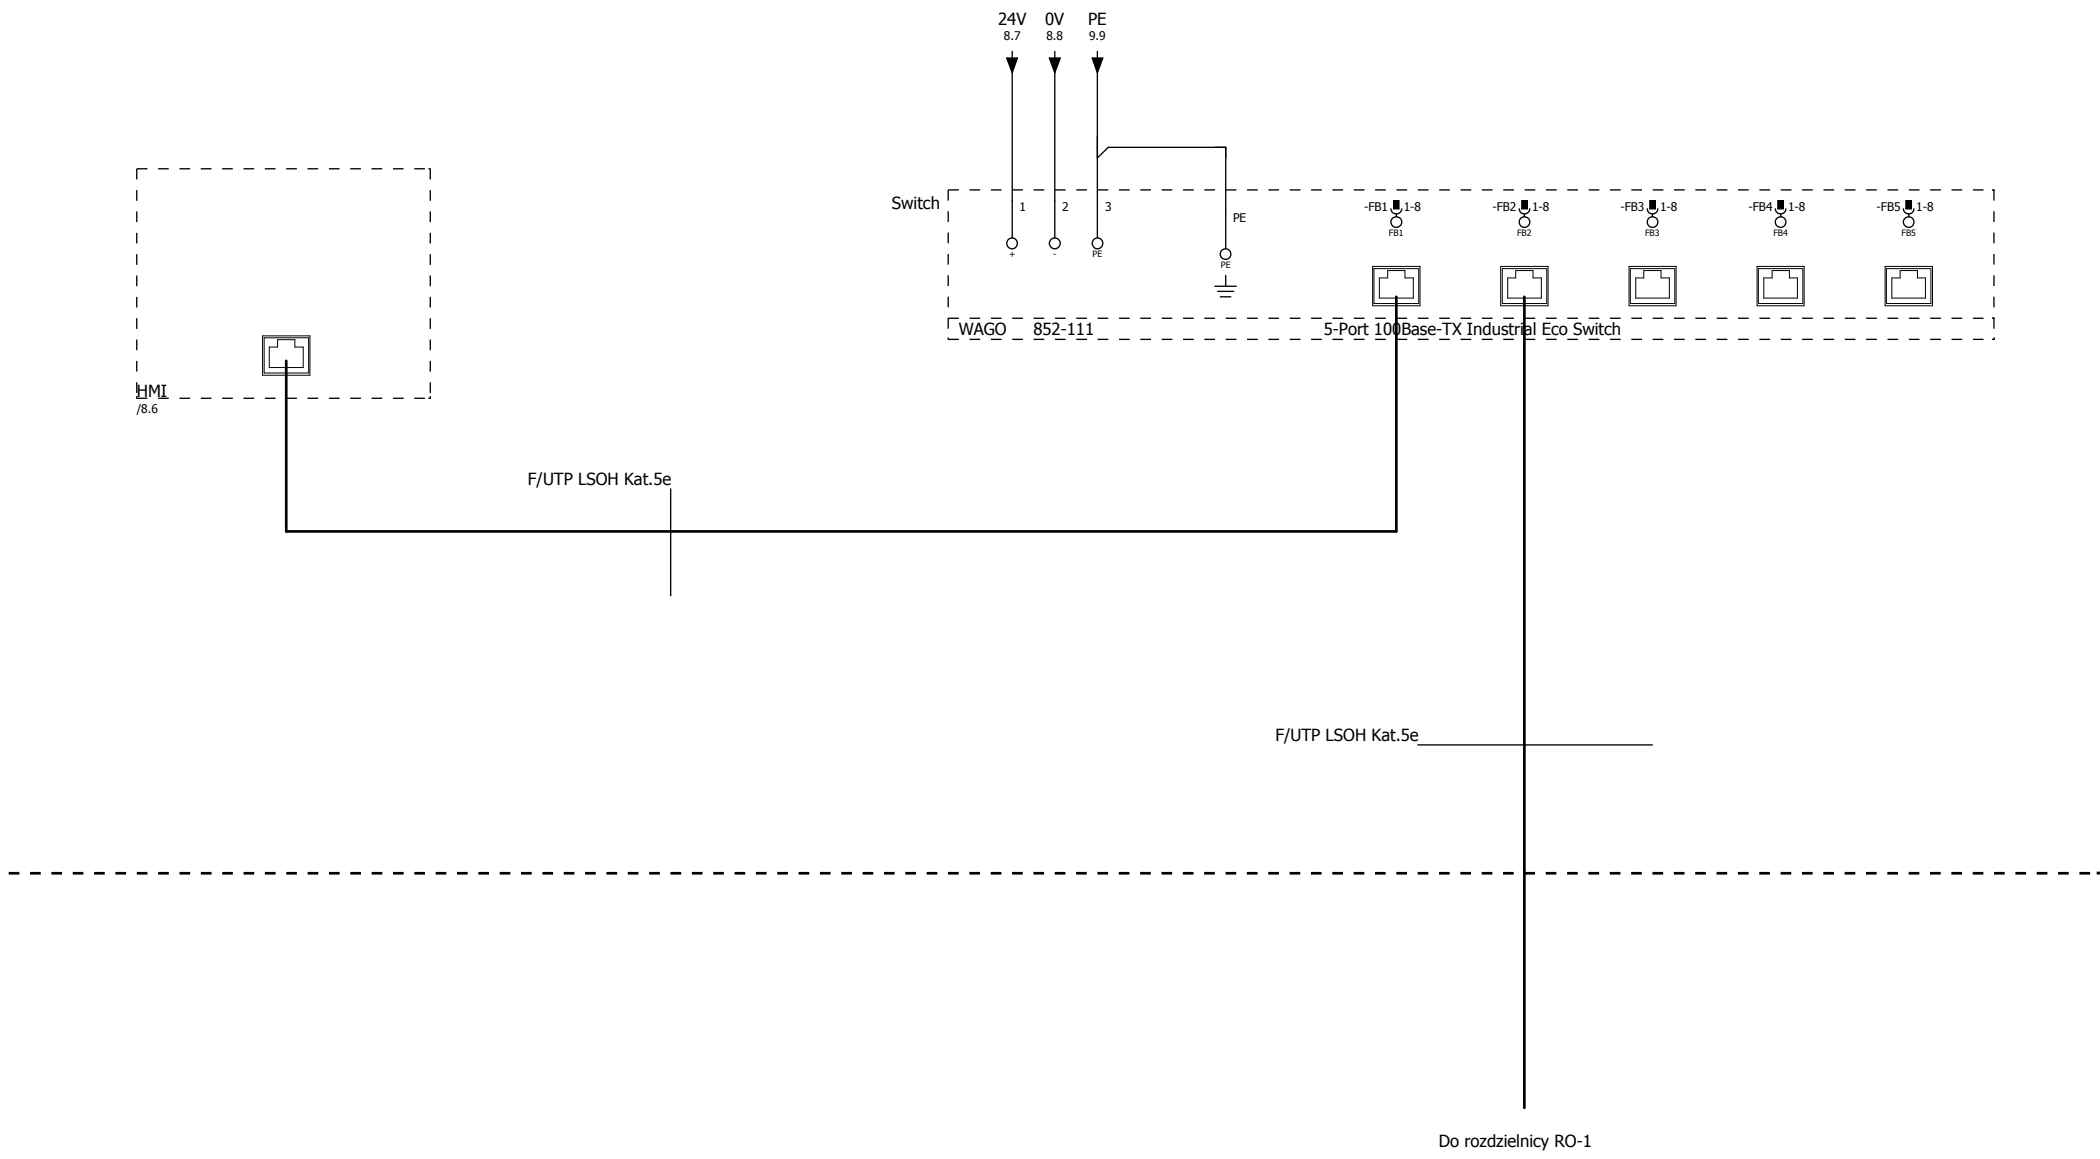 24V 0V PE
8.7 8.8 9.9
Switch
1 2 3 PE
-FB1 1-8 -FB2 1-8 -FB3 1-8 -FB4 1-8 -FB5 1-8
FB1 FB2 FB3 FB4 FB5
+ - PE PE
WAGO 852-111 5-Port 100Base-TX Industrial Eco Switch
HMI
/8.6
F/UTP LSOH Kat.5e
F/UTP LSOH Kat.5e
Do rozdzielnicy RO-1